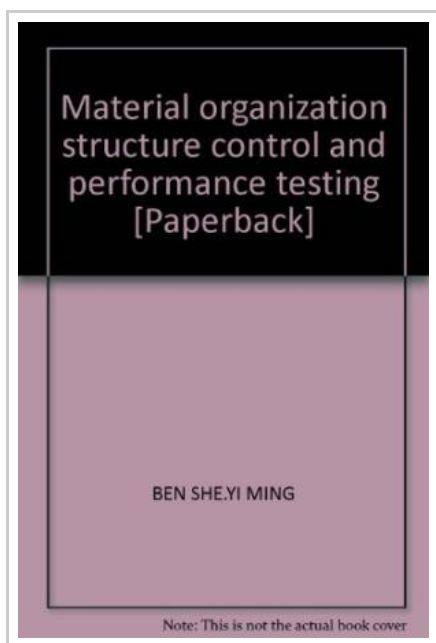 Material organization
structure control and
performance testing
[Paperback]
BEN SHE.YI MING
Note: This is not the actual book cover